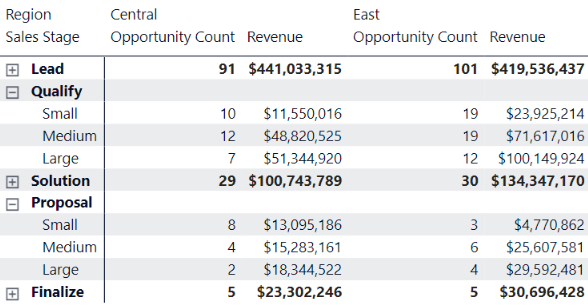 Region Central East
Sales Stage Opportunity Count Revenue Opportunity Count Revenue
Lead 91 $441,033,315 101 $419,536,437
Qualify
Small 10 $11,550,016 19 $23,925,214
Medium 12 $48,820,525 19 $71,617,016
Large 7 $51,344,920 12 $100,149,924
Solution 29 $100,743,789 30 $134,347,170
Proposal
Small 8 $13,095,186 3 $4,770,862
Medium 4 $15,283,161 6 $25,607,581
Large 2 $18,344,522 4 $29,592,481
Finalize 5 $23,302,246 5 $30,696,428